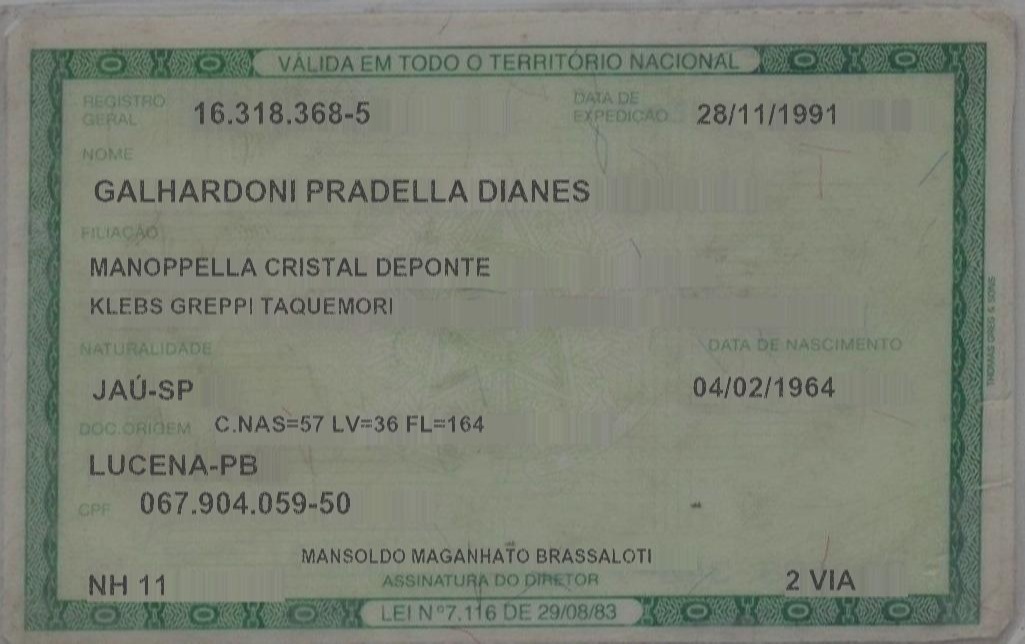 VÁLIDA EM TODO O TERRITÓRIO NACIONAL
REGISTRO GERAL 16.318.368-5 DATA DE EXPEDIÇÃO 28/11/1991
NOME
GALHARDONI PRADELLA DIANES
FILIAÇÃO
MANOPPELLA CRISTAL DEPONTE
KLEBS GREPPI TAQUEMORI
NATURALIDADE DATA DE NASCIMENTO
JAÚ-SP 04/02/1964
DOC.ORIGEM C.NAS=57 LV=36 FL=164
LUCENA-PB
CPF 067.904.059-50
MANSOLDO MAGANHATO BRASSALOTI
NH 11 ASSINATURA DO DIRETOR 2 VIA
LEI Nº7.116 DE 29/08/83
THOMAS GREG & SONS